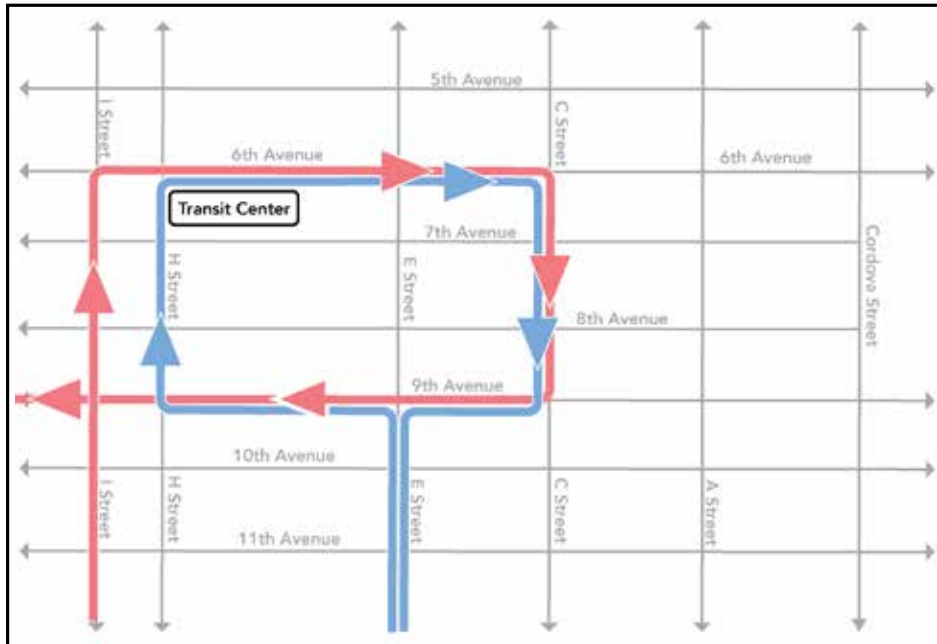 5th Avenue
I Street
C Street
6th Avenue
6th Avenue
Transit Center
7th Avenue
Cordove Street
H Street
E Street
8th Avenue
9th Avenue
10th Avenue
I Street
H Street
E Street
C Street
A Street
11th Avenue